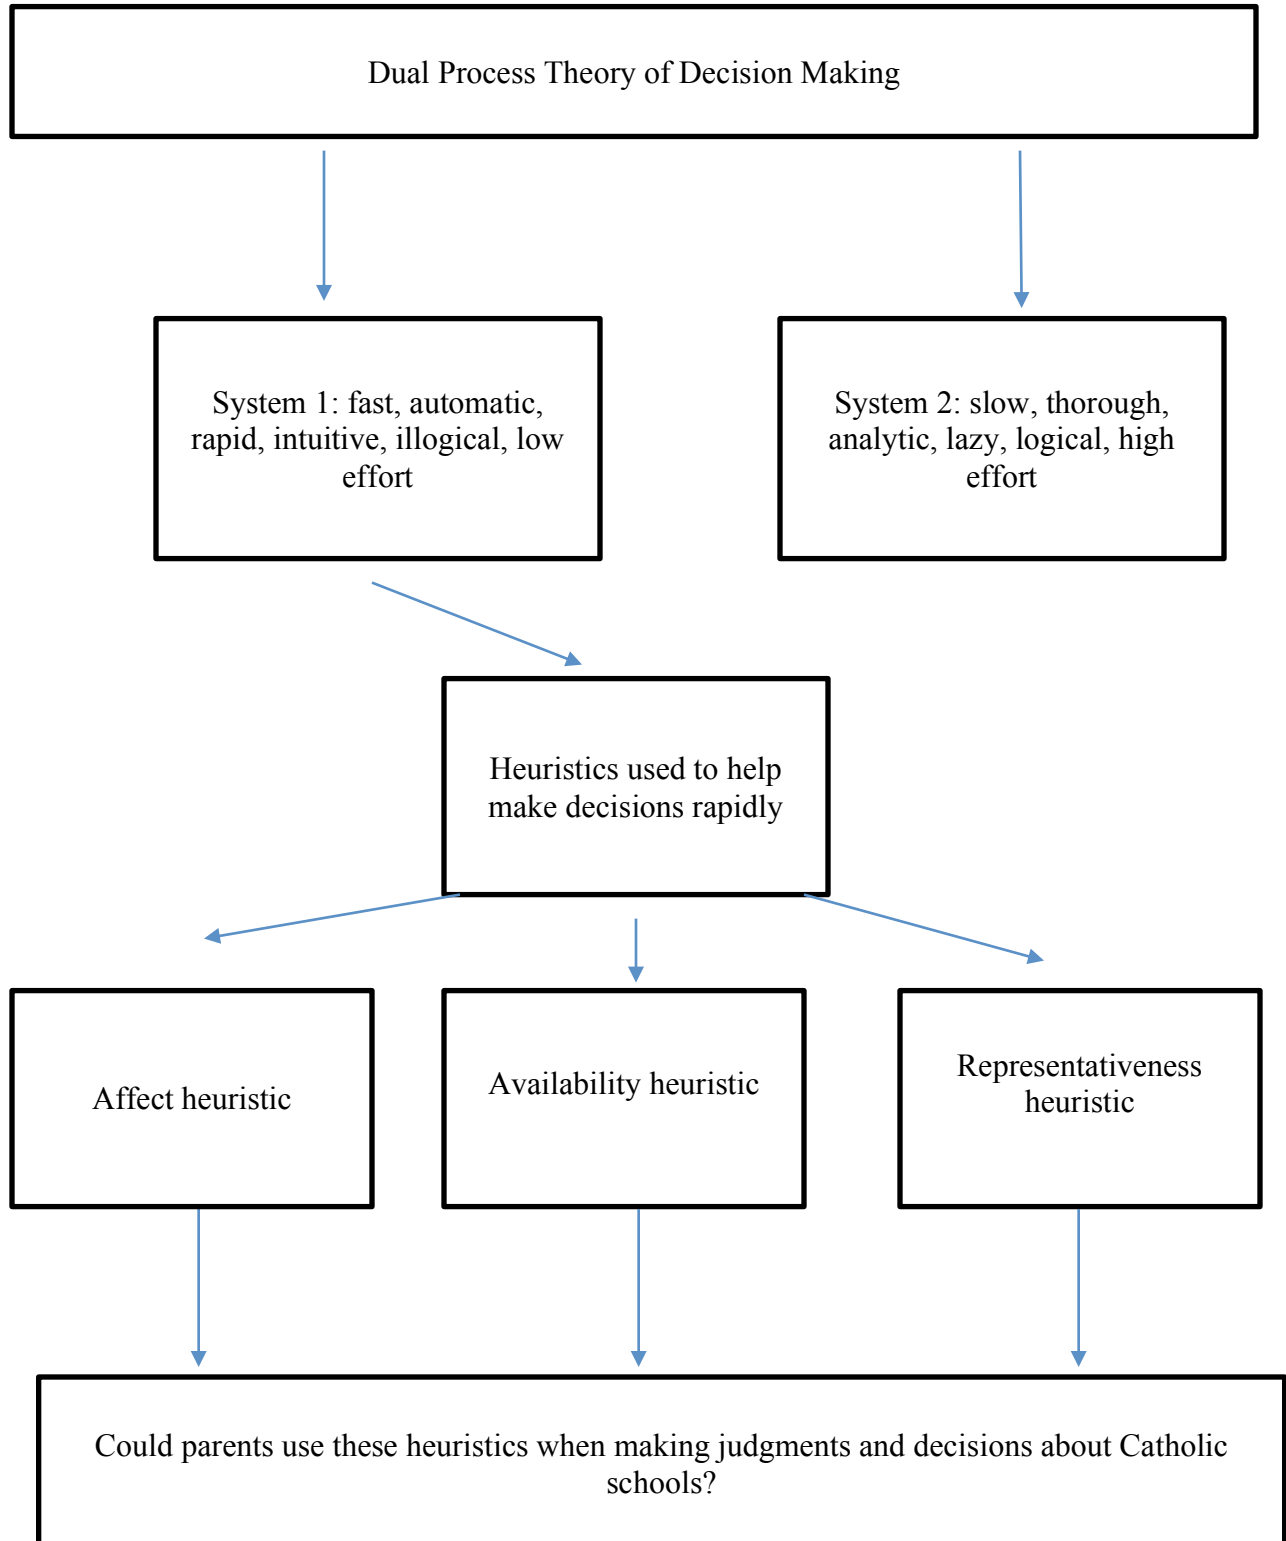 Dual Process Theory of Decision Making
System 1: fast, automatic,
rapid, intuitive, illogical, low
effort
System 2: slow, thorough,
analytic, lazy, logical, high
effort
Heuristics used to help
make decisions rapidly
Affect heuristic
Availability heuristic
Representativeness
heuristic
Could parents use these heuristics when making judgments and decisions about Catholic
schools?